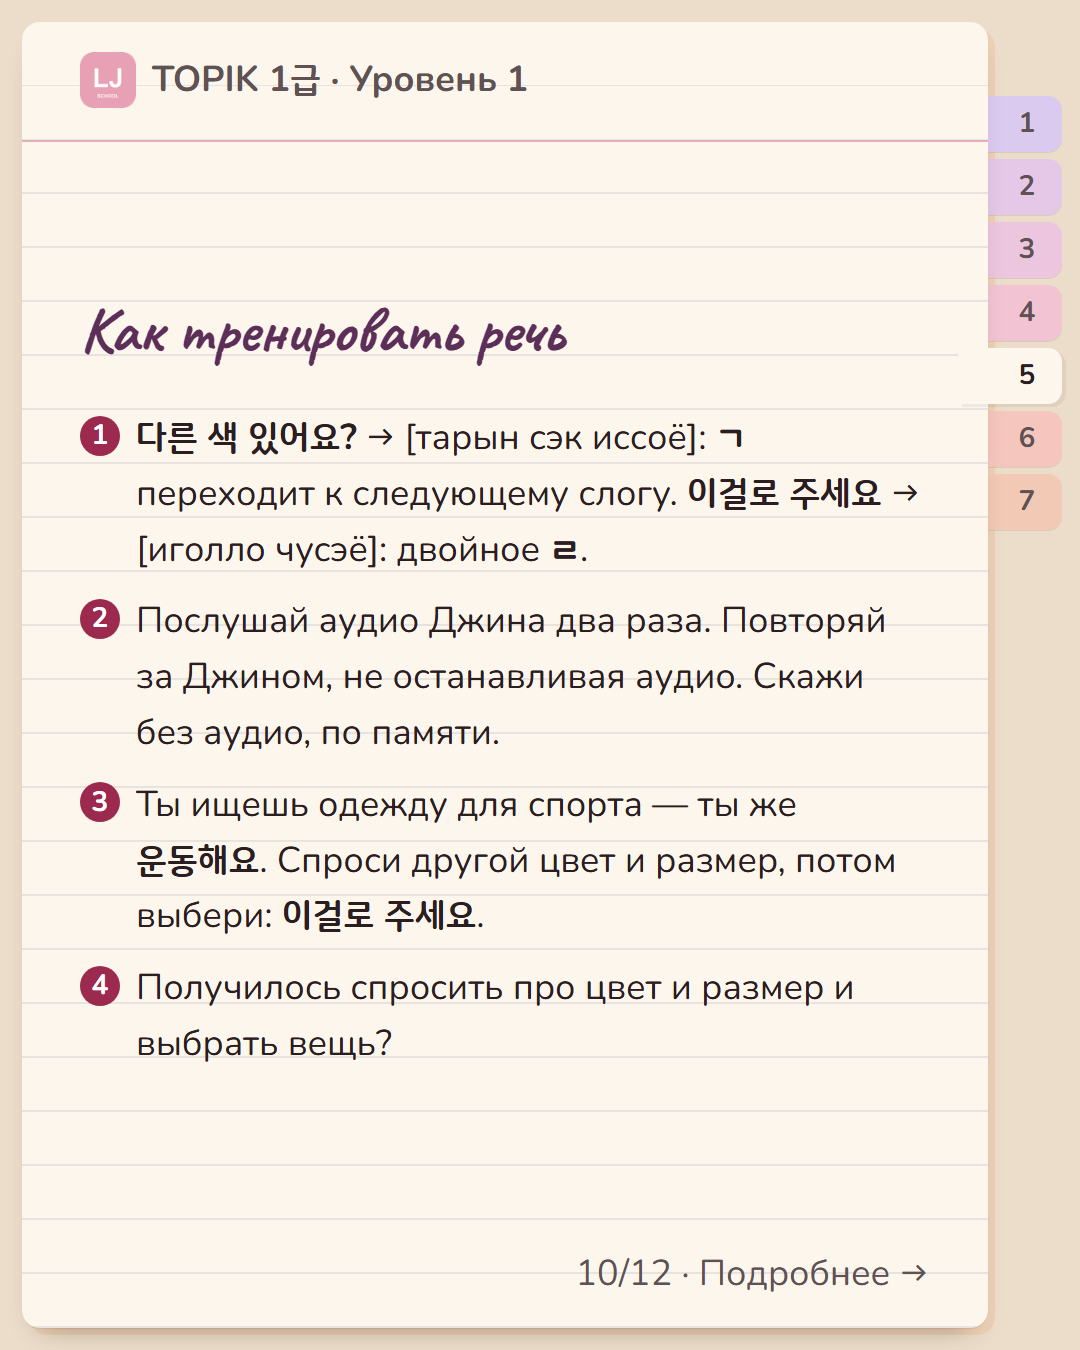 LJ
SCHOOL
TOPIK 1급 · Уровень 1
1
2
3
4
5
6
7
Как тренировать речь
1 다른 색 있어요? → [тарын сэк иссоё]: ㄱ
переходит к следующему слогу. 이걸로 주세요 →
[иголло чусэё]: двойное ㄹ.
2 Послушай аудио Джина два раза. Повторяй
за Джином, не останавливая аудио. Скажи
без аудио, по памяти.
3 Ты ищешь одежду для спорта — ты же
운동해요. Спроси другой цвет и размер, потом
выбери: 이걸로 주세요.
4 Получилось спросить про цвет и размер и
выбрать вещь?
10/12 · Подробнее →